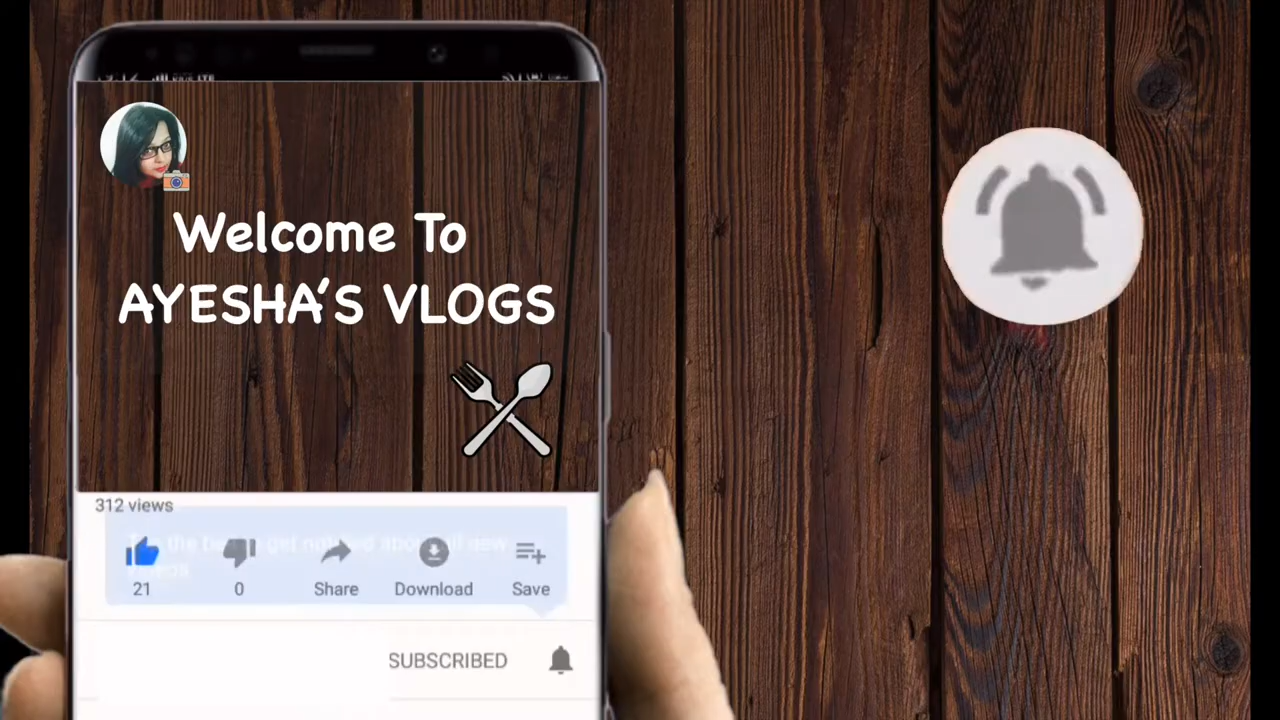 Welcome To
AYESHA'S VLOGS
312 views
21
0
Share
Download
Save
SUBSCRIBED